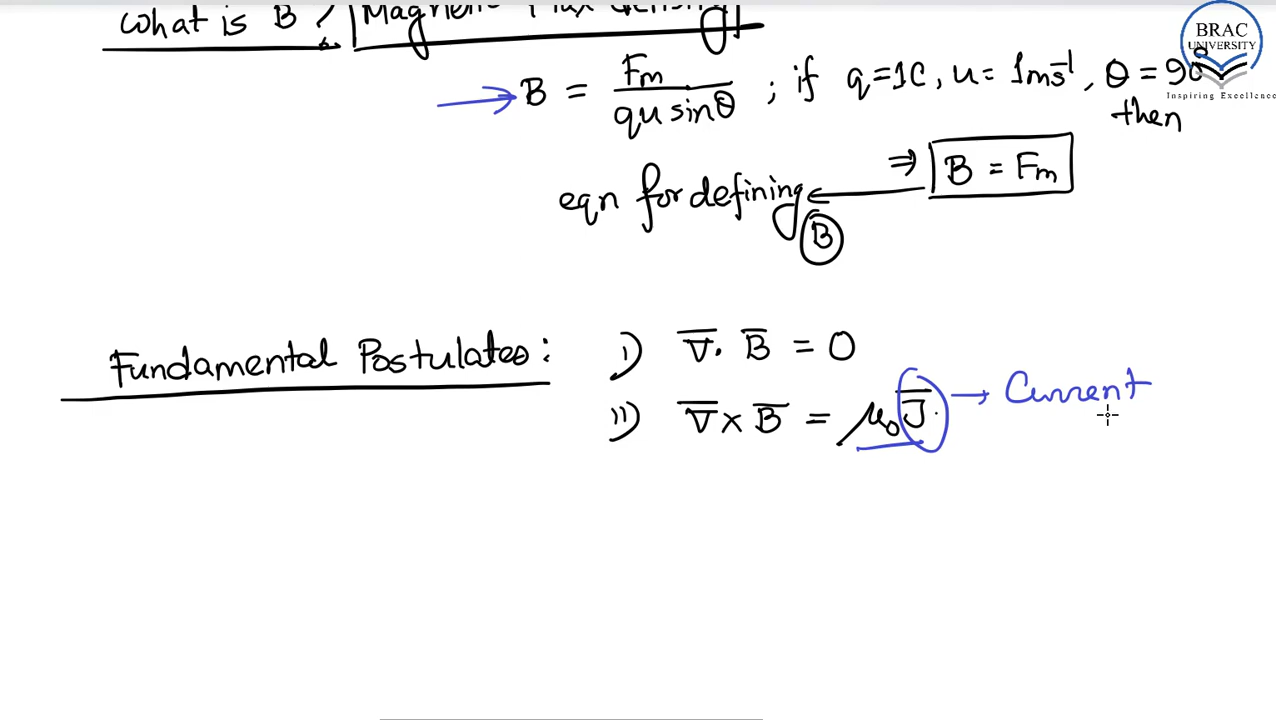 What is B ? Magnetic Flux Density
BRAC
UNIVERSITY
Inspiring Excellence
→ B = Fm / qu sinθ ; if q=1C, u= 1ms⁻¹, θ = 90°
then
⇒ B = Fm
eqn for defining B
Fundamental Postulates: i) ∇̅. B̅ = 0
ii) ∇̅ × B̅ = μ₀J̅. → Current